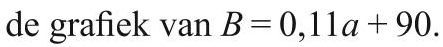 de grafiek van B = 0,11a + 90.